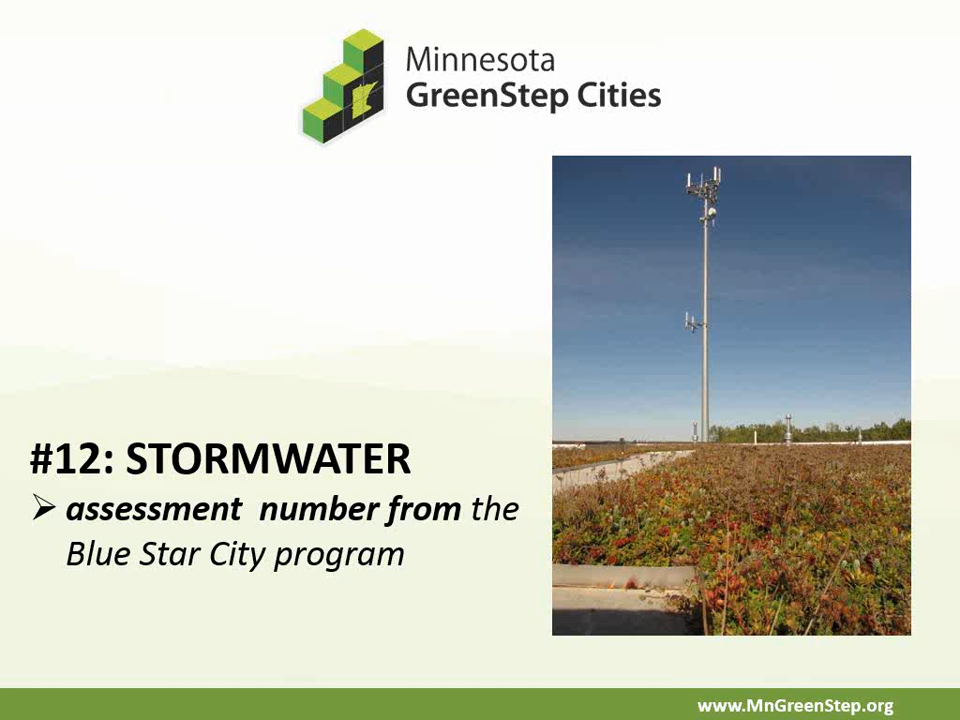 Minnesota
GreenStep Cities
#12: STORMWATER
➢ assessment  number from the
Blue Star City program
www.MnGreenStep.org